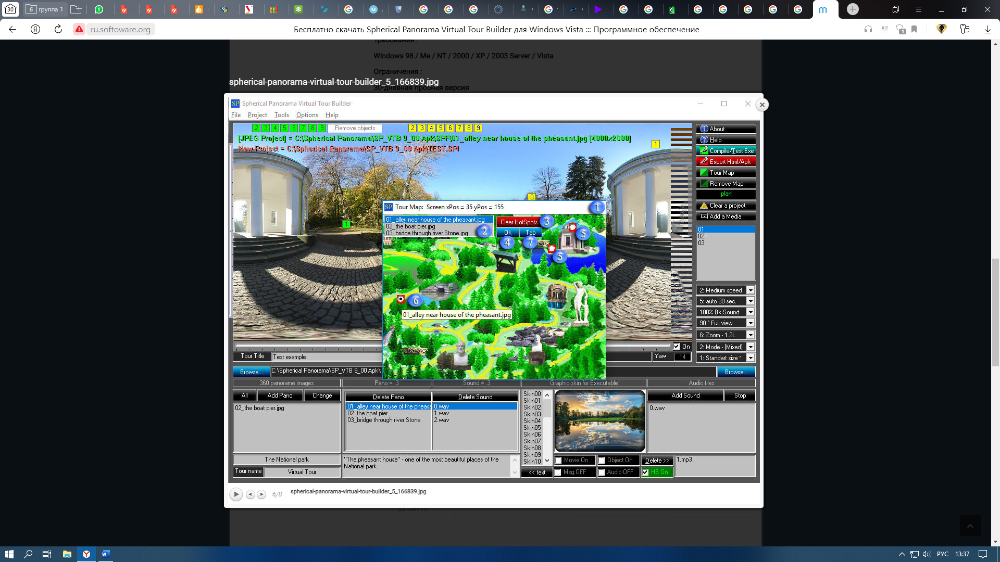 30
6 группа 1
ru.softoware.org
Бесплатно скачать Spherical Panorama Virtual Tour Builder для Windows Vista ::: Программное обеспечение
1
Требования :
Windows 98 / Me / NT / 2000 / XP / 2003 Server / Vista
Ограничения :
spherical-panorama-virtual-tour-builder_5_166839.jpg
30-дневная пробная версия
SP Spherical Panorama Virtual Tour Builder
File Project Tools Options Help
2 3 4 5 6 7 8 9 Remove objects 2 3 4 5 6 7 8 9
[JPEG Project] = C:\Spherical Panorama\SP_VTB 9_00 Apk\SPF\01_alley near house of the pheasant.jpg [4000x2000]
New Project = C:\Spherical Panorama\SP_VTB 9_00 Apk\TEST.SPI
1
0
1
About
Help
Compile/Test Exe
Export Html/Apk
Tour Map
Remove Map
plan
Clear a project
Add a Media
01.
02.
03.
2: Medium speed
5: auto 90 sec.
100% Bk Sound
90 ° Full view
6: Zoom - 1.2L
2: Mode - [Mixed]
1: Standart size *
SP Tour Map: Screen xPos = 35 yPos = 155 1
01_alley near house of the pheasant.jpg
02_the boat pier.jpg
03_bridge through river Stone.jpg
2
Clear HotSpots 3
Ok Tab
4 7
5
5
6
01_alley near house of the pheasant.jpg
On
Tour Title Test example Yaw 14
Browse... C:\Spherical Panorama\SP_VTB 9_00 Apk\ Browse...
360 panorame images Pano = 3 Sound = 3 Graphic skin for Executable Audio files
All Add Pano Change
02_the boat pier.jpg
The National park
Tour name Virtual Tour
Delete Pano Delete Sound
01_alley near house of the pheasa 0.wav
02_the boat pier 1.wav
03_bridge through river Stone 2.wav
"The pheasant house" - one of the most beautiful places of the
National park.
Skin00
Skin01
Skin02
Skin03
Skin04
Skin05
Skin06
Skin07
Skin08
Skin09
Skin10
<< text
Movie On Object On Delete >>
Msg OFF Audio OFF HS On
Add Sound Stop
0.wav
1.mp3
6/8 spherical-panorama-virtual-tour-builder_5_166839.jpg
РУС 13:37